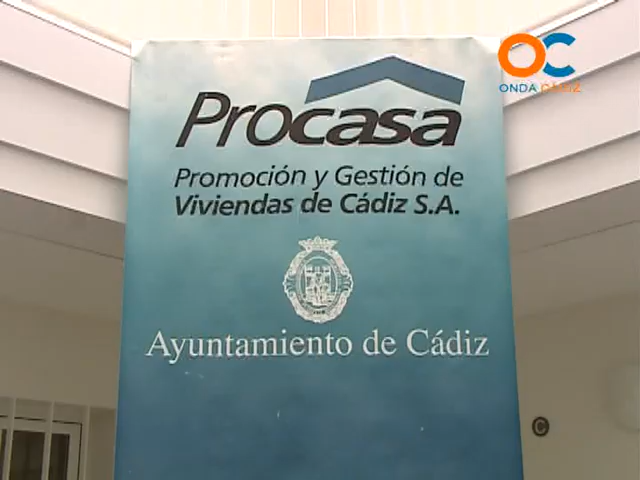 OC
ONDA CÁDIZ
Procasa
Promoción y Gestión de
Viviendas de Cádiz S.A.
Ayuntamiento de Cádiz
C